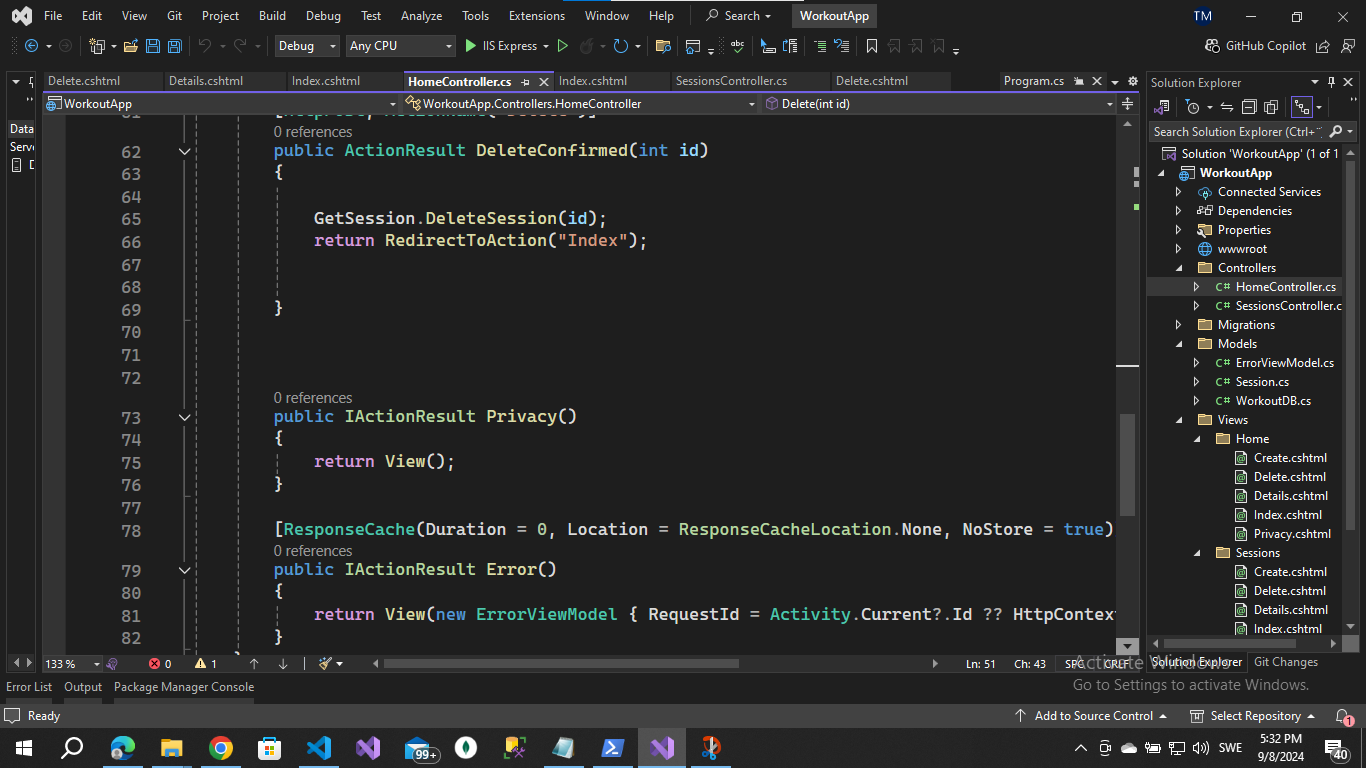 File Edit View Git Project Build Debug Test Analyze Tools Extensions Window Help Search WorkoutApp TM
Debug Any CPU IIS Express GitHub Copilot
Delete.cshtml Details.cshtml Index.cshtml HomeController.cs Index.cshtml SessionsController.cs Delete.cshtml Program.cs
WorkoutApp WorkoutApp.Controllers.HomeController Delete(int id)
Data
Serv
0 references
62 public ActionResult DeleteConfirmed(int id)
63 {
64
65 GetSession.DeleteSession(id);
66 return RedirectToAction("Index");
67
68
69 }
70
71
72
0 references
73 public IActionResult Privacy()
74 {
75 return View();
76 }
77
78 [ResponseCache(Duration = 0, Location = ResponseCacheLocation.None, NoStore = true)
0 references
79 public IActionResult Error()
80 {
81 return View(new ErrorViewModel { RequestId = Activity.Current?.Id ?? HttpContext
82 }
133 % 0 1 Ln: 51 Ch: 43 SPC CRLF
Solution Explorer
Search Solution Explorer (Ctrl+
Solution 'WorkoutApp' (1 of 1
WorkoutApp
Connected Services
Dependencies
Properties
wwwroot
Controllers
C# HomeController.cs
C# SessionsController.c
Migrations
Models
C# ErrorViewModel.cs
C# Session.cs
C# WorkoutDB.cs
Views
Home
Create.cshtml
Delete.cshtml
Details.cshtml
Index.cshtml
Privacy.cshtml
Sessions
Create.cshtml
Delete.cshtml
Details.cshtml
Index.cshtml
Solution Explorer Git Changes
Activate Windows
Go to Settings to activate Windows.
Error List Output Package Manager Console
Ready Add to Source Control Select Repository 1
99+ SWE 5:32 PM
9/8/2024 40